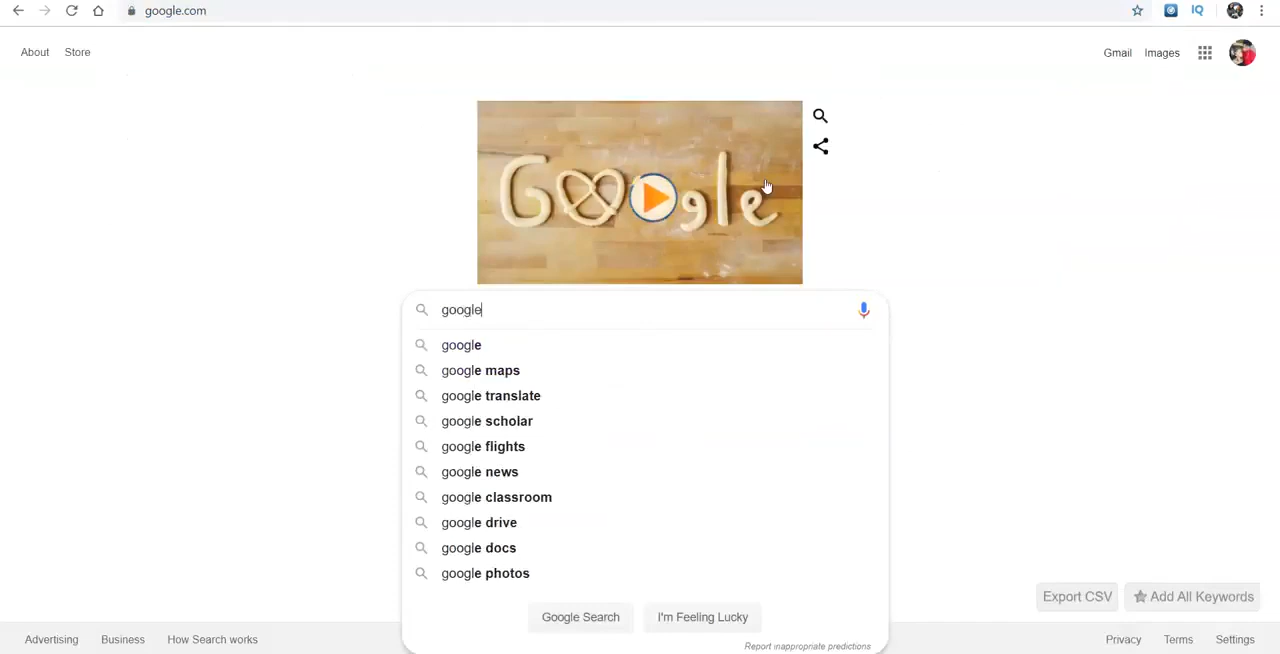 google.com
IQ
About Store
Gmail Images
Google
google
google
google maps
google translate
google scholar
google flights
google news
google classroom
google drive
google docs
google photos
Export CSV Add All Keywords
Google Search I'm Feeling Lucky
Advertising Business How Search works
Report inappropriate predictions
Privacy Terms Settings